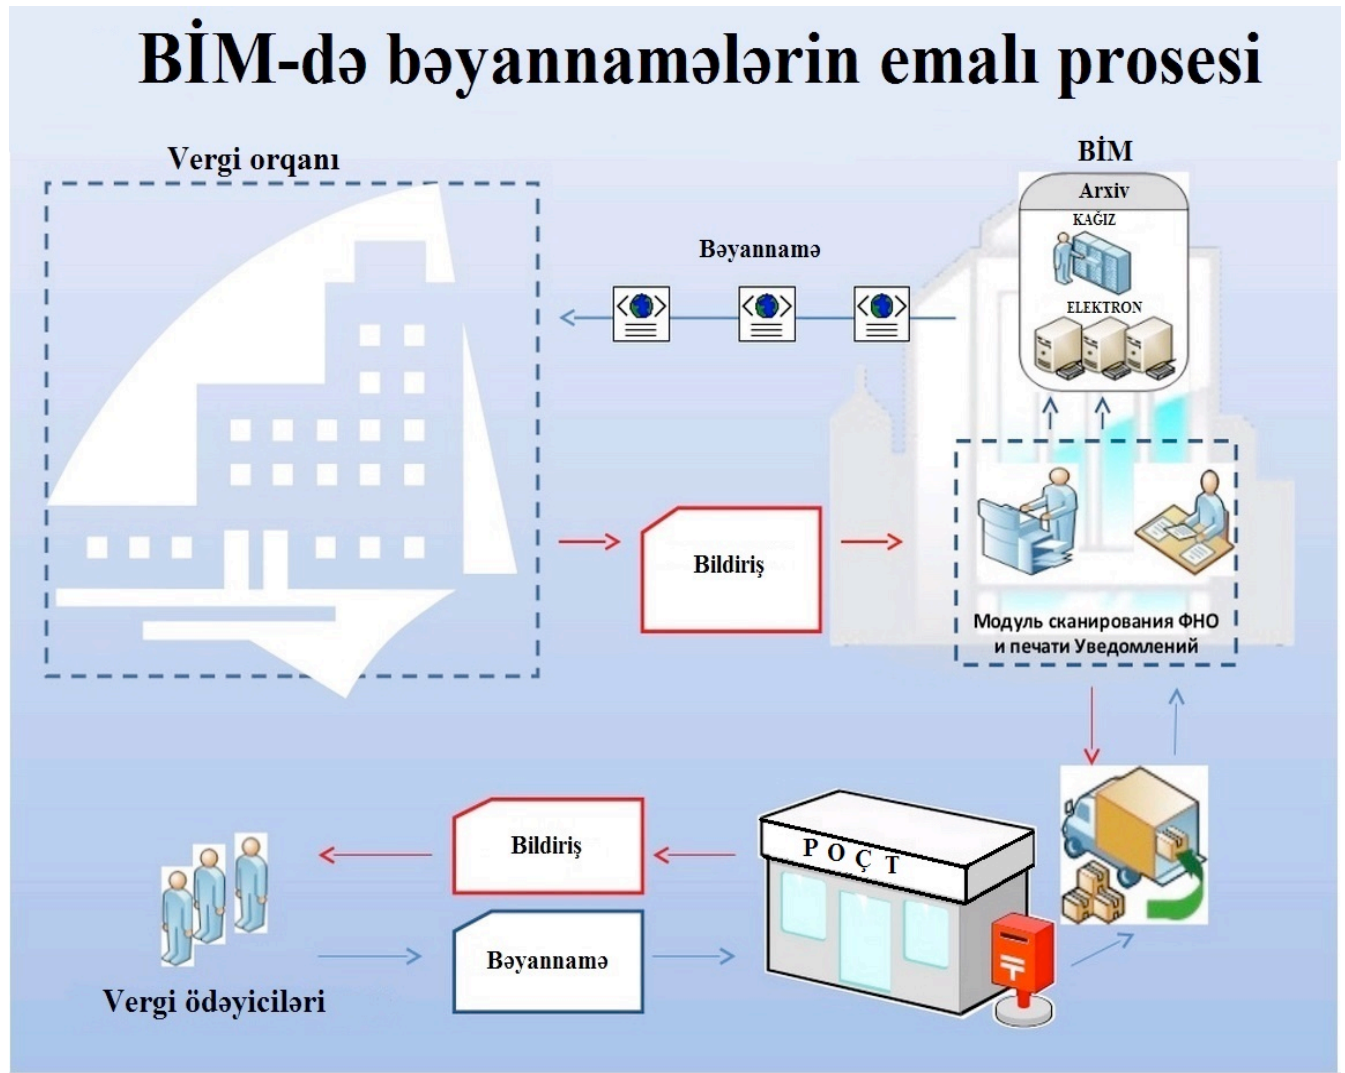 BİM-də bəyannamələrin emalı prosesi
Vergi orqanı
BİM
Arxiv
KAĞIZ
Bəyannamə
ELEKTRON
Bildiriş
Модуль сканирования ФНО
и печати Уведомлений
Bildiriş
POÇT
Bəyannamə
Vergi ödəyiciləri